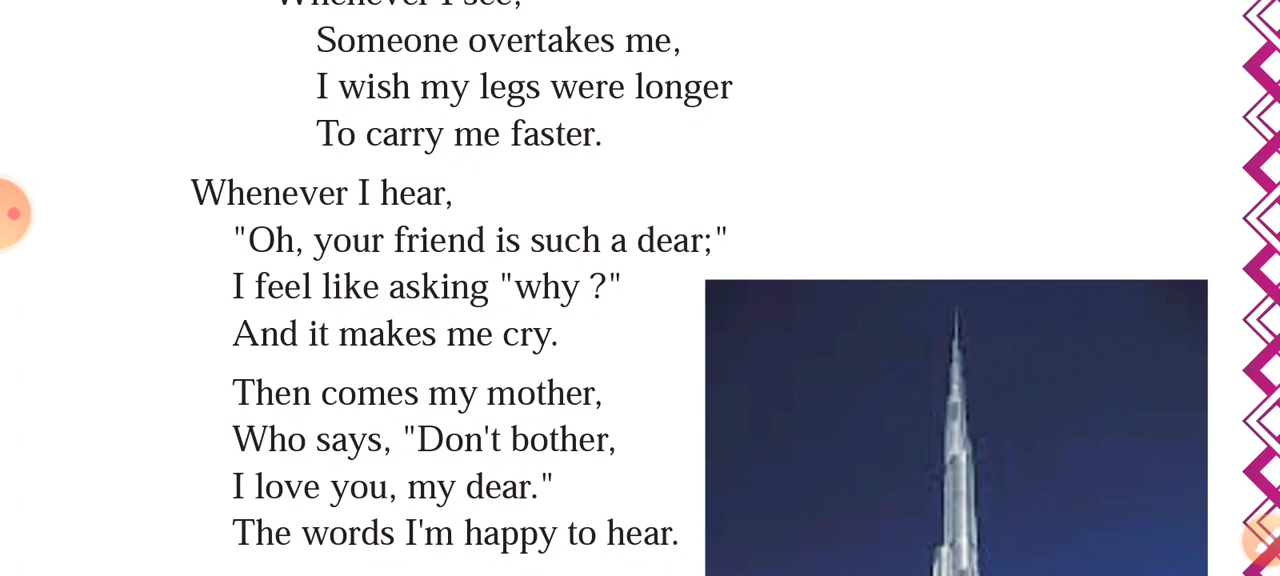 Whenever I see,
Someone overtakes me,
I wish my legs were longer
To carry me faster.
Whenever I hear,
"Oh, your friend is such a dear;"
I feel like asking "why ?"
And it makes me cry.
Then comes my mother,
Who says, "Don't bother,
I love you, my dear."
The words I'm happy to hear.